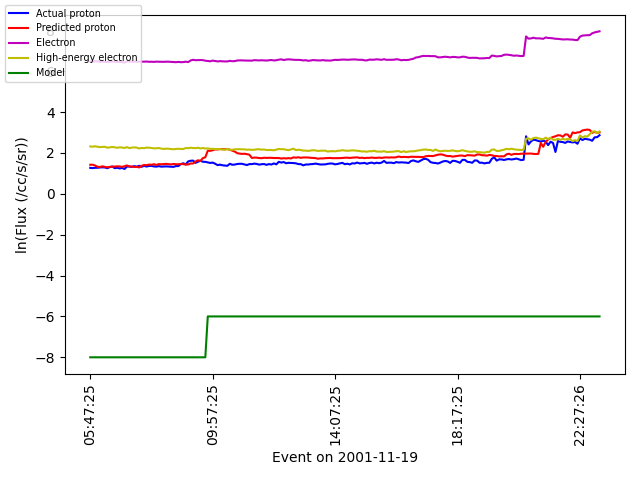 Actual proton
Predicted proton
Electron
High-energy electron
Model
8
6
4
2
0
−2
−4
−6
−8
ln(Flux (/cc/s/sr))
05:47:25
09:57:25
14:07:25
18:17:25
22:27:26
Event on 2001-11-19